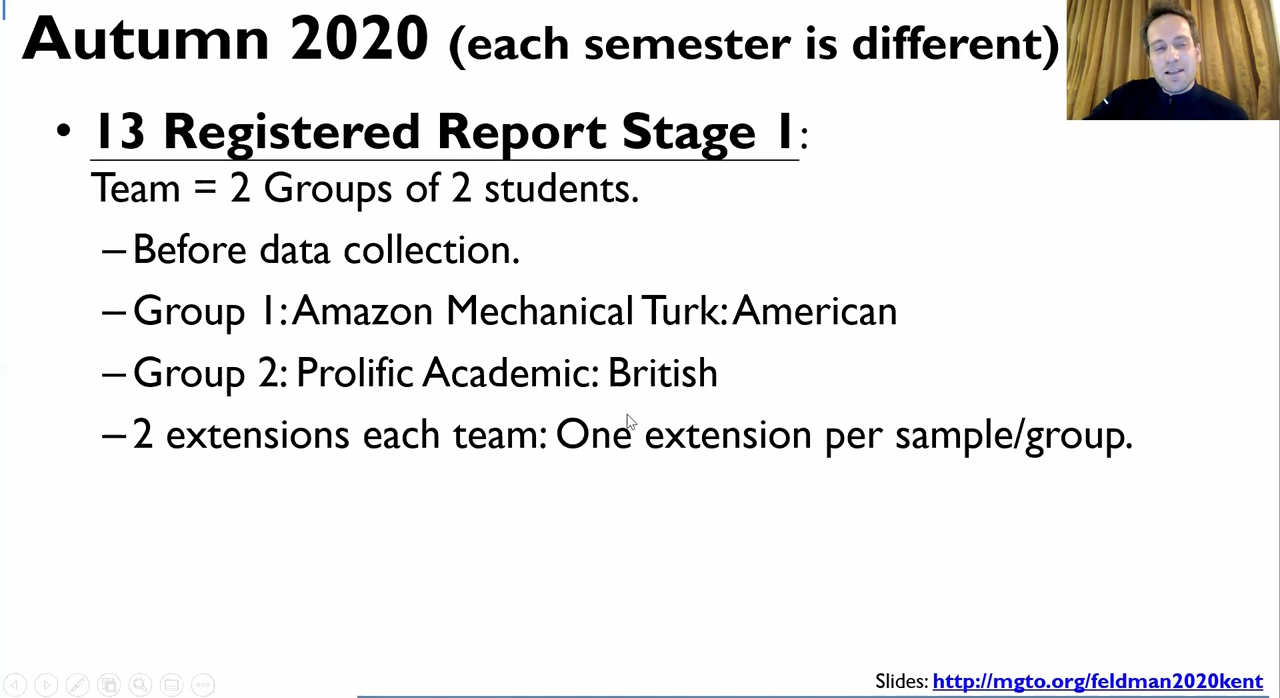 Autumn 2020 (each semester is different)
• 13 Registered Report Stage 1:
Team = 2 Groups of 2 students.
– Before data collection.
– Group 1: Amazon Mechanical Turk: American
– Group 2: Prolific Academic: British
– 2 extensions each team: One extension per sample/group.
Slides: http://mgto.org/feldman2020kent